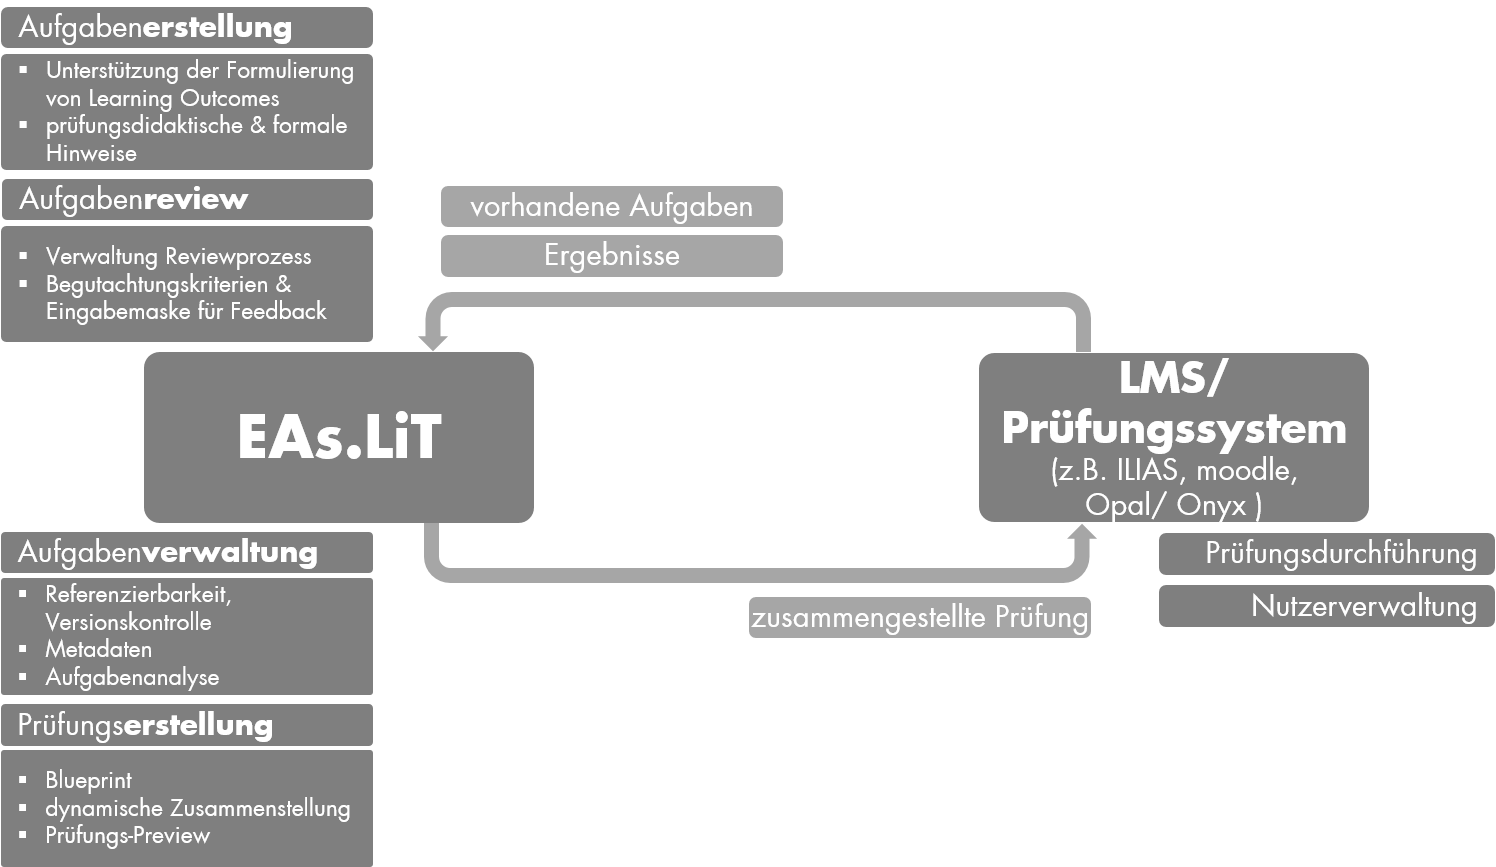 Aufgabenerstellung
▪ Unterstützung der Formulierung
von Learning Outcomes
▪ prüfungsdidaktische & formale
Hinweise
Aufgabenreview
▪ Verwaltung Reviewprozess
▪ Begutachtungskriterien &
Eingabemaske für Feedback
vorhandene Aufgaben
Ergebnisse
EAs.LiT
LMS/
Prüfungssystem
(z.B. ILIAS, moodle,
Opal/ Onyx )
Aufgabenverwaltung
▪ Referenzierbarkeit,
Versionskontrolle
▪ Metadaten
▪ Aufgabenanalyse
Prüfungserstellung
▪ Blueprint
▪ dynamische Zusammenstellung
▪ Prüfungs-Preview
zusammengestellte Prüfung
Prüfungsdurchführung
Nutzerverwaltung